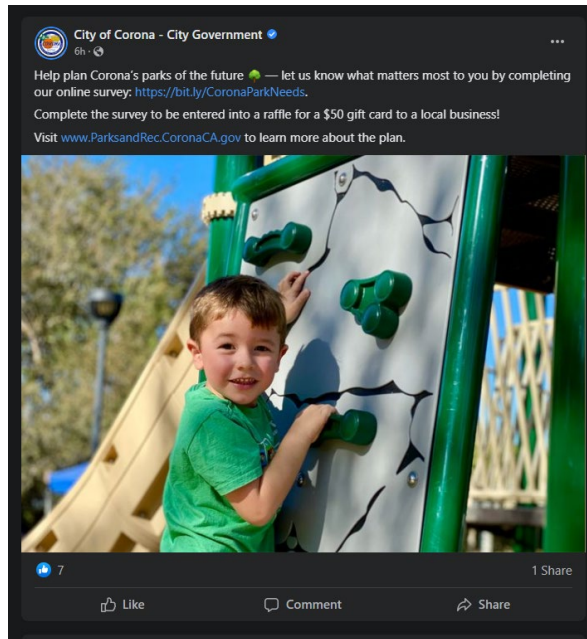 City of Corona - City Government
6h ·
Help plan Corona's parks of the future 🌳 — let us know what matters most to you by completing
our online survey: https://bit.ly/CoronaParkNeeds.
Complete the survey to be entered into a raffle for a $50 gift card to a local business!
Visit www.ParksandRec.CoronaCA.gov to learn more about the plan.
7
1 Share
Like
Comment
Share